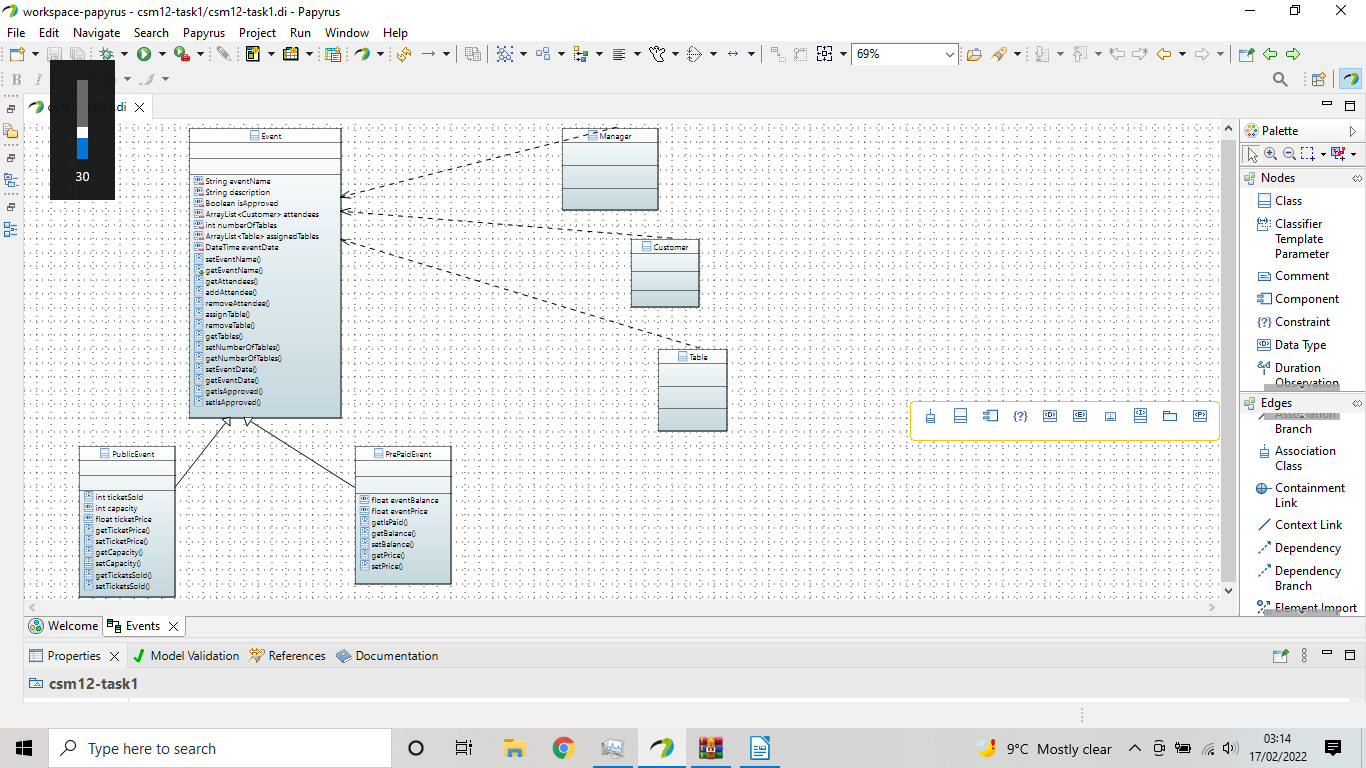 workspace-papyrus - csm12-task1/csm12-task1.di - Papyrus
File Edit Navigate Search Papyrus Project Run Window Help
69%
B I
30
Event
String eventName
String description
Boolean isApproved
ArrayList<Customer> attendees
int numberOfTables
ArrayList<Table> assignedTables
DateTime eventDate
setEventName()
getEventName()
getAttendees()
addAttendee()
removeAttendee()
assignTable()
removeTable()
getTables()
setNumberOfTables()
getNumberOfTables()
setEventDate()
getEventDate()
getIsApproved()
setIsApproved()
Manager
Customer
Table
PublicEvent
int ticketSold
int capacity
float ticketPrice
getTicketPrice()
setTicketPrice()
getCapacity()
setCapacity()
getTicketsSold()
setTicketsSold()
PrePaidEvent
float eventBalance
float eventPrice
getIsPaid()
getBalance()
setBalance()
getPrice()
setPrice()
Palette
Nodes
Class
Classifier
Template
Parameter
Comment
Component
Constraint
Data Type
Duration
Observation
Edges
Association
Branch
Association
Class
Containment
Link
Context Link
Dependency
Dependency
Branch
Element Import
Welcome Events
Properties Model Validation References Documentation
csm12-task1
Type here to search
9°C Mostly clear
03:14
17/02/2022